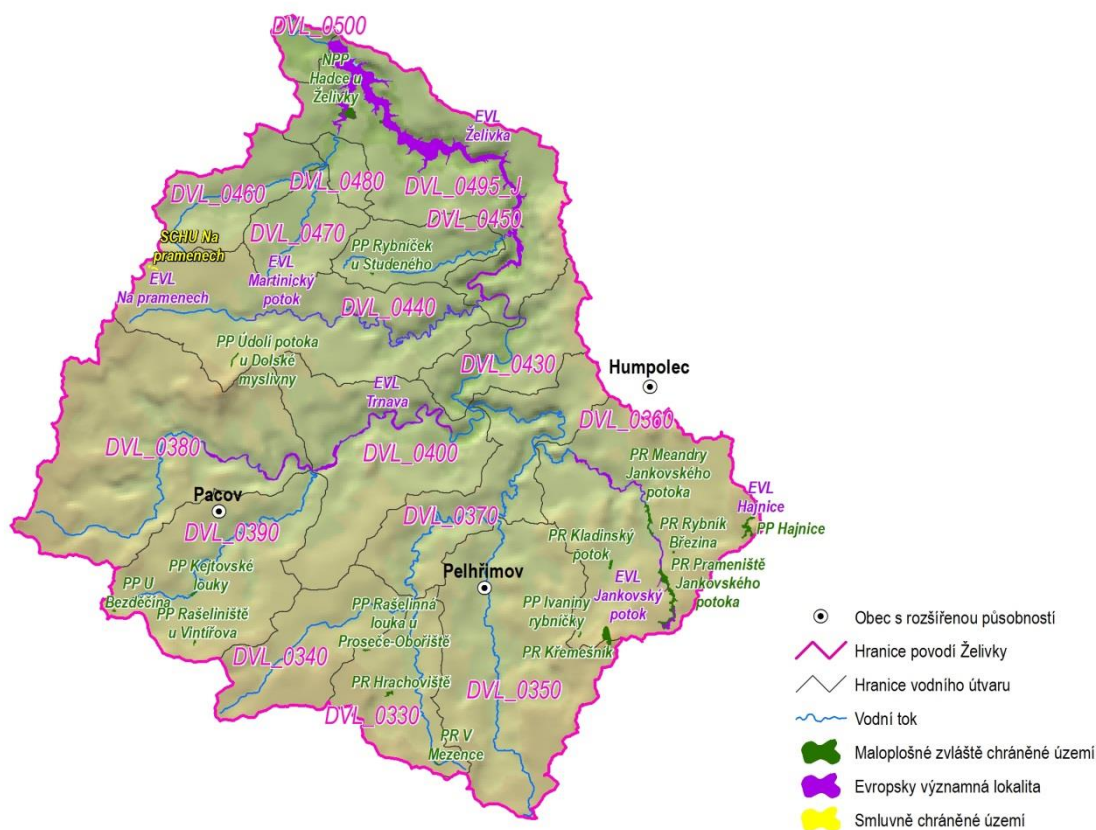 DVL_0500
NPP
Hadce u
Želivky
EVL
Želivka
DVL_0460
DVL_0480
DVL_0495_J
DVL_0450
SCHU Na
pramenech
DVL_0470
PP Rybníček
u Studeného
EVL
Na pramenech
EVL
Martinický
potok
DVL_0440
PP Údolí potoka
u Dolské
myslivny
DVL_0430
Humpolec
EVL
Trnava
DVL_0360
DVL_0380
DVL_0400
PR Meandry
Jankovského
potoka
Pacov
EVL
Hajnice
DVL_0390
DVL_0370
PP Hajnice
PR Kladinský
potok
PR Rybník
Březina
PP Kejtovské
louky
Pelhřimov
PR Prameniště
Jankovského
potoka
PP U
Bezděčína
EVL
Jankovský
potok
PP Rašeliniště
u Vintířova
PP Rašelinná
louka u
Proseče-Obořiště
PP Ivaniny
rybníčky
DVL_0340
PR Křemešník
PR Hrachoviště
DVL_0350
DVL_0330
PR V
Mezence
Obec s rozšířenou působností
Hranice povodí Želivky
Hranice vodního útvaru
Vodní tok
Maloplošné zvláště chráněné území
Evropsky významná lokalita
Smluvně chráněné území